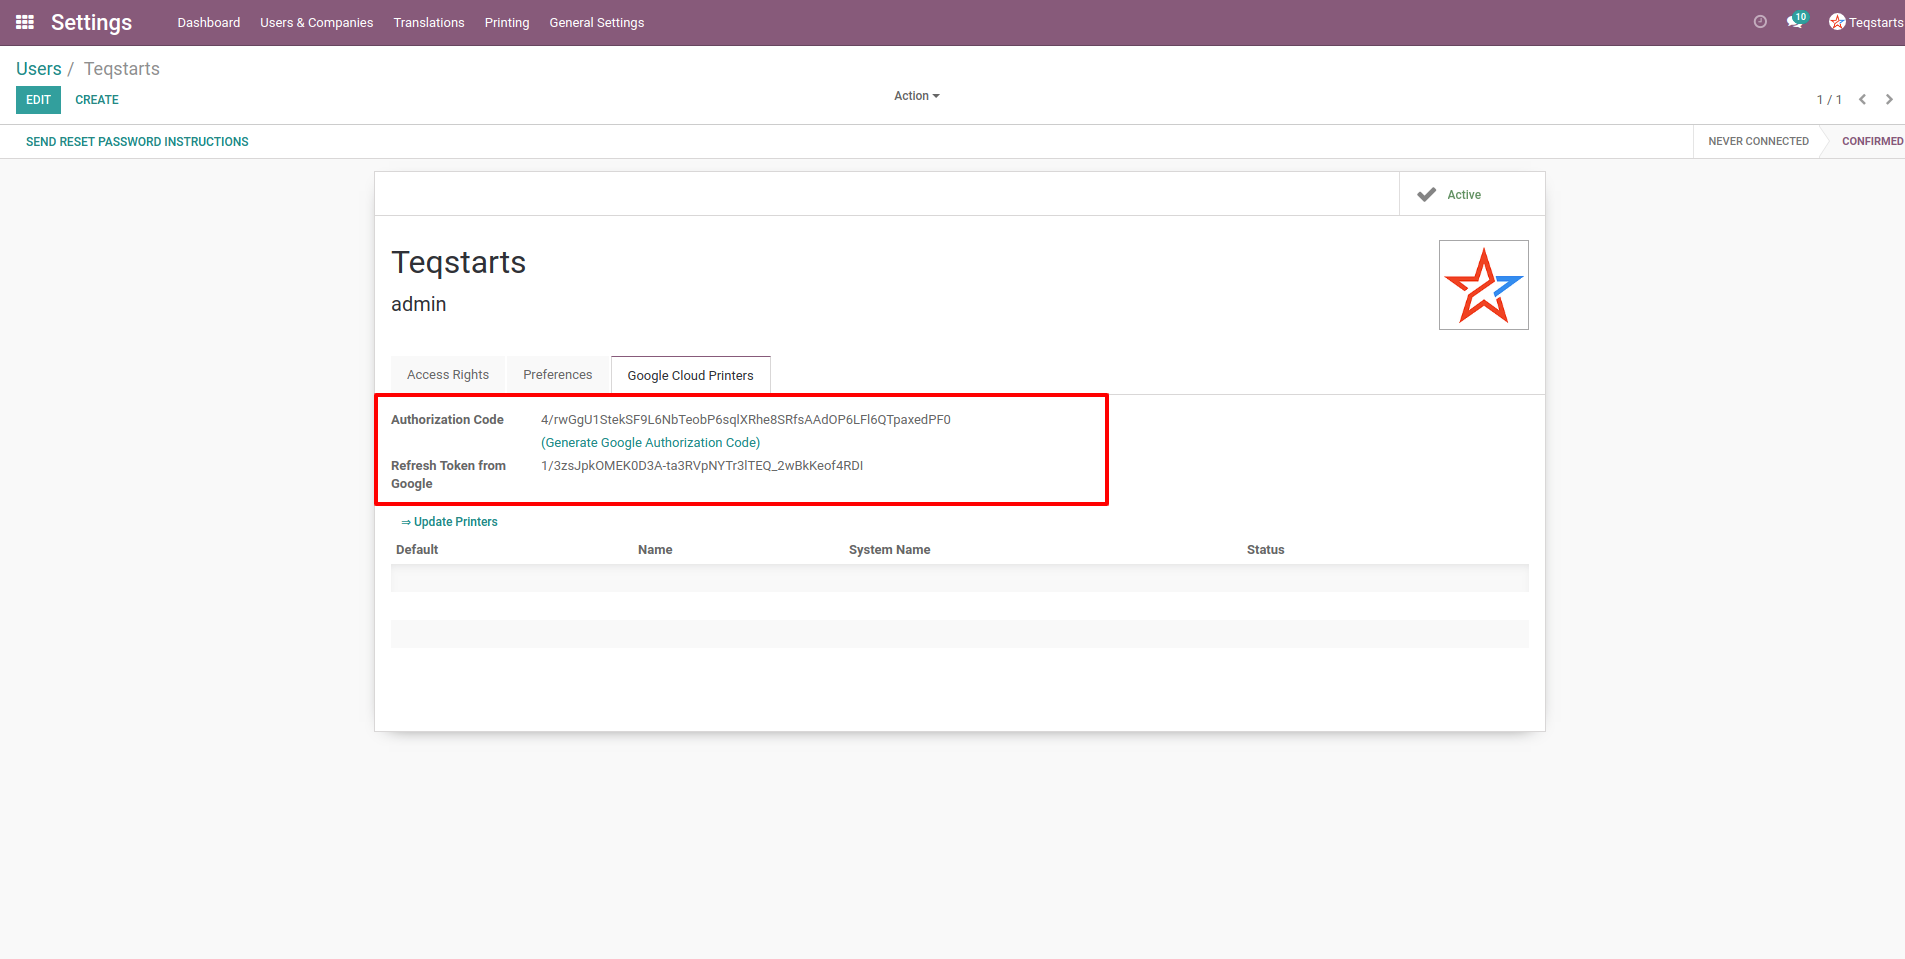 Settings Dashboard Users & Companies Translations Printing General Settings 10 Teqstarts
Users / Teqstarts
EDIT CREATE Action 1 / 1
SEND RESET PASSWORD INSTRUCTIONS NEVER CONNECTED CONFIRMED
Active
Teqstarts
admin
Access Rights Preferences Google Cloud Printers
Authorization Code 4/rwGgU1StekSF9L6NbTeobP6sqlXRhe8SRfsAAdOP6LFl6QTpaxedPF0
(Generate Google Authorization Code)
Refresh Token from 1/3zsJpkOMEK0D3A-ta3RVpNYTr3lTEQ_2wBkKeof4RDI
Google
⇒ Update Printers
Default Name System Name Status